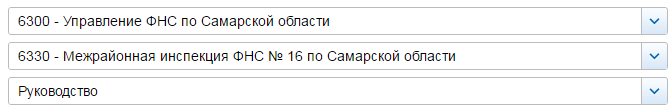 6300 - Управление ФНС по Самарской области
6330 - Межрайонная инспекция ФНС № 16 по Самарской области
Руководство